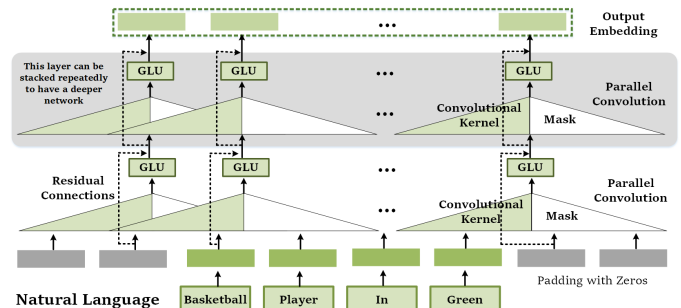 Output
Embedding
...
This layer can be
stacked repeatedly
to have a deeper
network
GLU
GLU
...
GLU
Parallel
Convolution
...
Convolutional
Kernel
Mask
GLU
GLU
...
GLU
Residual
Connections
...
Convolutional
Kernel
Mask
Parallel
Convolution
Padding with Zeros
Natural Language
Basketball
Player
In
Green